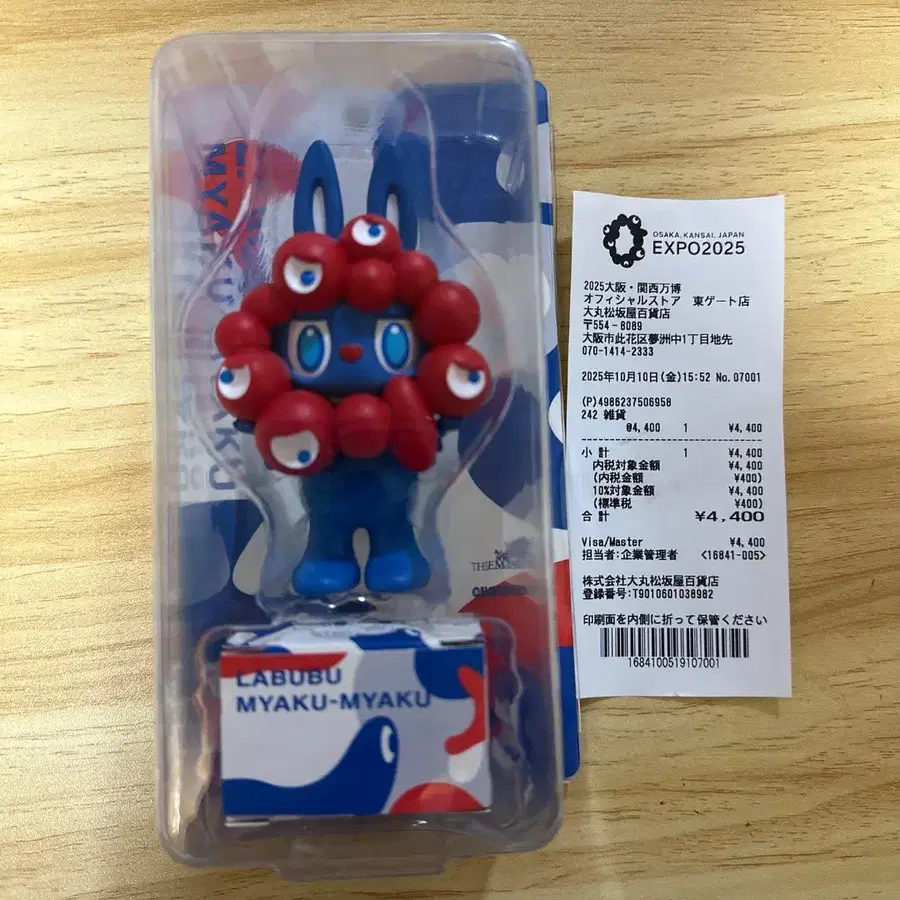 LABUBU
MYAKU-MYAKU
OSAKA, KANSAI, JAPAN
EXPO2025
2025大阪・関西万博
オフィシャルストア 東ゲート店
大丸松坂屋百貨店
〒554-8089
大阪市此花区夢洲中1丁目地先
070-1414-2333
2025年10月10日(金)15:52 No.07001
(P)4986237506958
242 雑貨
@4,400 1 ¥4,400
小 計 1 ¥4,400
内税対象金額 ¥4,400
(内税金額 ¥400)
10%対象金額 ¥4,400
(標準税 ¥400)
合 計 ¥4,400
Visa/Master ¥4,400
担当者:企業管理者 <16841-005>
株式会社大丸松坂屋百貨店
登録番号:T9010601038982
印刷面を内側に折って保管ください
1684100519107001